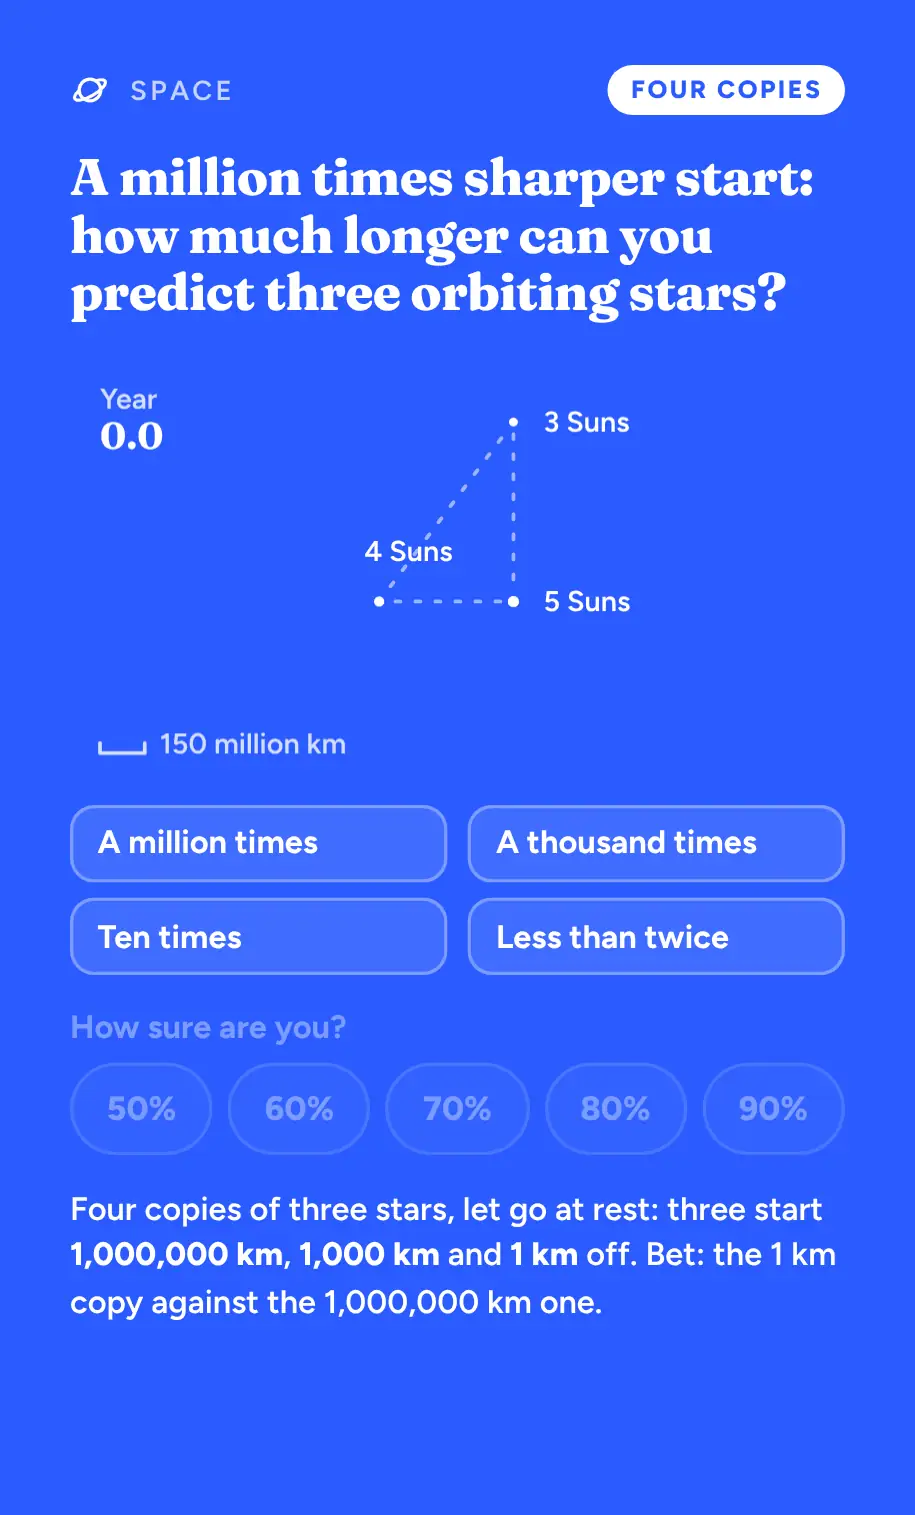 SPACE
FOUR COPIES
A million times sharper start:
how much longer can you
predict three orbiting stars?
Year
0.0
3 Suns
4 Suns
5 Suns
150 million km
A million times
A thousand times
Ten times
Less than twice
How sure are you?
50%
60%
70%
80%
90%
Four copies of three stars, let go at rest: three start
1,000,000 km, 1,000 km and 1 km off. Bet: the 1 km
copy against the 1,000,000 km one.